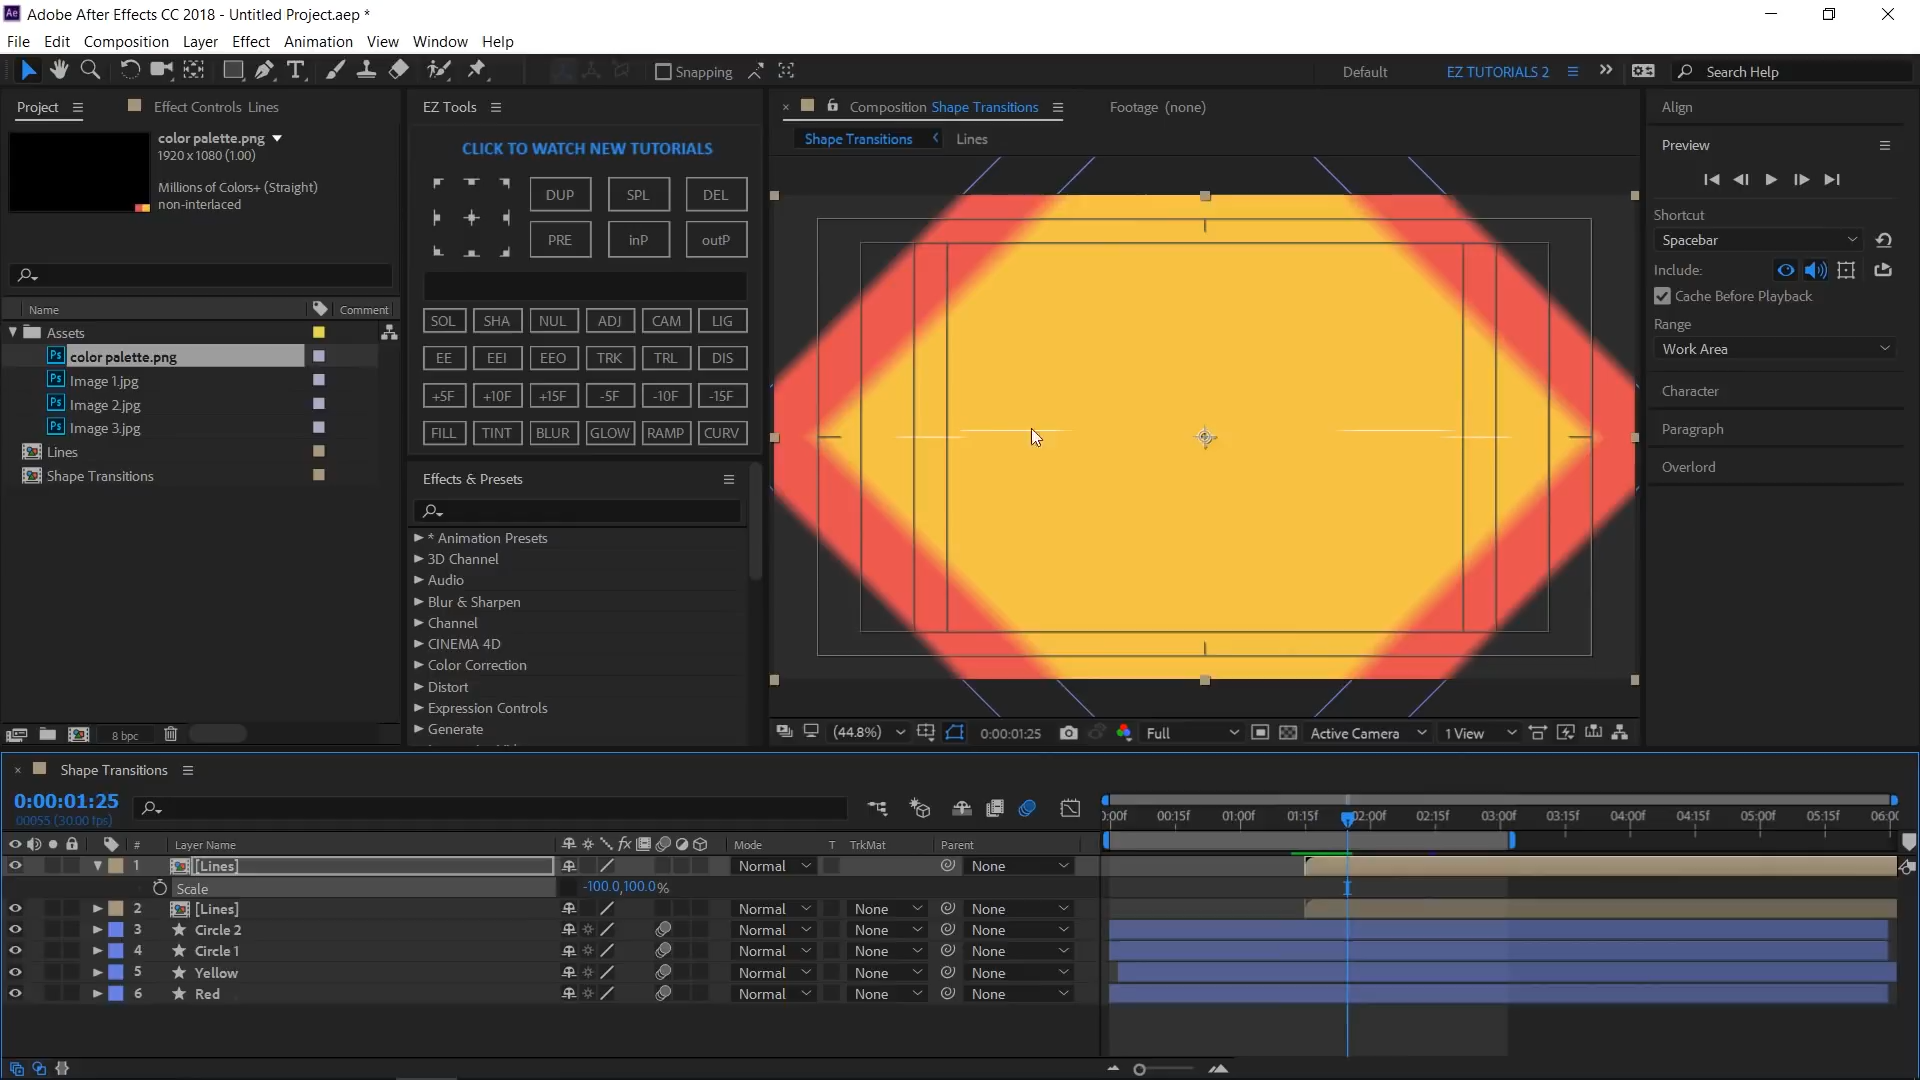 Ae Adobe After Effects CC 2018 - Untitled Project.aep *
File Edit Composition Layer Effect Animation View Window Help
T Snapping Default EZ TUTORIALS 2 Search Help
Project Effect Controls Lines
color palette.png
1920 x 1080 (1.00)
Millions of Colors+ (Straight)
non-interlaced
Name Comment
Assets
Ps color palette.png
Ps Image 1.jpg
Ps Image 2.jpg
Ps Image 3.jpg
Lines
Shape Transitions
8 bpc
EZ Tools
CLICK TO WATCH NEW TUTORIALS
DUP SPL DEL
PRE inP outP
SOL SHA NUL ADJ CAM LIG
EE EEI EEO TRK TRL DIS
+5F +10F +15F -5F -10F -15F
FILL TINT BLUR GLOW RAMP CURV
Effects & Presets
* Animation Presets
3D Channel
Audio
Blur & Sharpen
Channel
CINEMA 4D
Color Correction
Distort
Expression Controls
Generate
Composition Shape Transitions Footage (none)
Shape Transitions Lines
(44.8%) 0:00:01:25 Full Active Camera 1 View
Align
Preview
Shortcut
Spacebar
Include:
Cache Before Playback
Range
Work Area
Character
Paragraph
Overlord
Shape Transitions
0:00:01:25
00055 (30.00 fps)
:00f 00:15f 01:00f 01:15f 02:00f 02:15f 03:00f 03:15f 04:00f 04:15f 05:00f 05:15f 06:0
# Layer Name fx Mode T TrkMat Parent
1 [Lines] Normal None
Scale -100.0,100.0%
2 [Lines] Normal None None
3 Circle 2 Normal None None
4 Circle 1 Normal None None
5 Yellow Normal None None
6 Red Normal None None